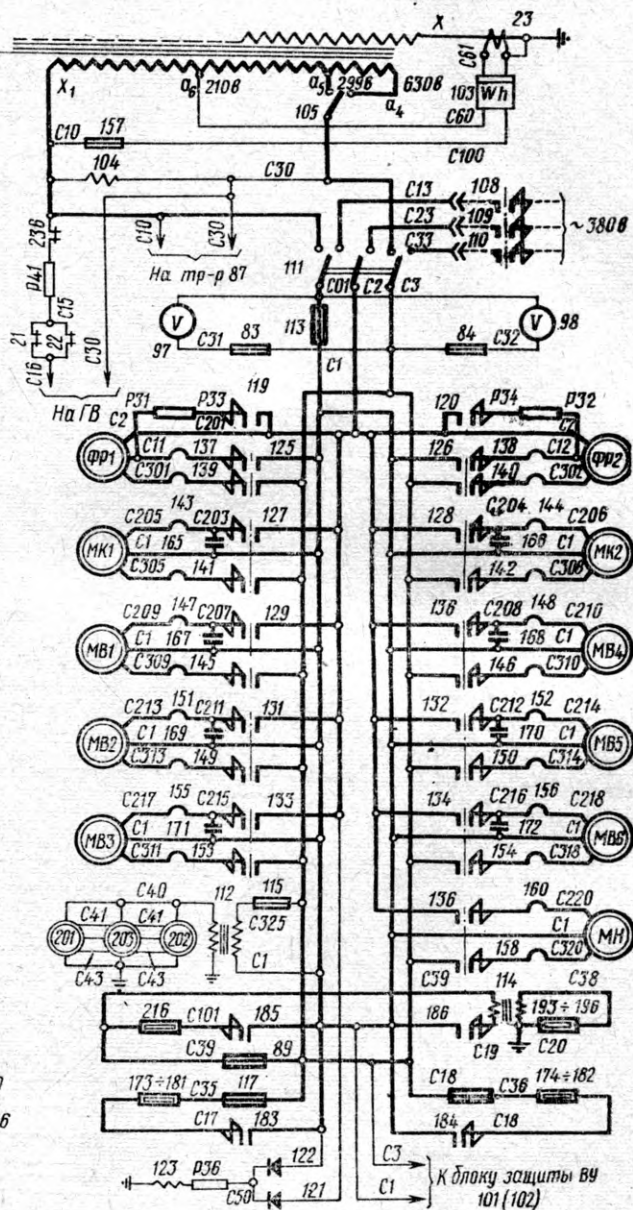 X 23
X₁ а₆ 210в а₅ 299в 630в С61
105 а₄ 103 Wh
С60
С10 157 С100
104 С30
С13 108
236 С10 С30 С23 109 ~380в
Р41 На тр-р 87 С33 110
111 С01 С2 С3
С15
21 22 V 113 V
97 С31 83 84 С32 98
С16 С30 С1
На ГВ
119
Р31 Р33 120 Р34 Р32
С2 С201
ФР1 С11 137 125 126 138 С12 ФР2
С301 139 140 С302
143 144
С205 С203 127 128 С204 С206
МК1 С1 165 С1 МК2
С305 141 142
С209 147 С207 129 136 С208 148 С210
МВ1 С1 167 168 С1 МВ4
С309 145 146 С310
С213 151 С211 131 132 С212 152 С214
МВ2 С1 169 170 С1 МВ5
С313 149 150 С314
С217 155 С215 133 134 С216 156 С218
МВ3 С1 171 172 С1 МВ6
С311 153 154 С318
С40 112 115 136 160 С220
С41 С41 С325 С1 МН
201 203 202 158 С320
С43 С43 С1
С39 114 С38
216 С101 185 186 193÷196
С19 С20
С39 89
173÷181 С35 117 С18 С36 174÷182
С17 183 184 С18
122 С3
123 Р36 К блоку защиты ВУ
С50 121 С1 101 (102)
6